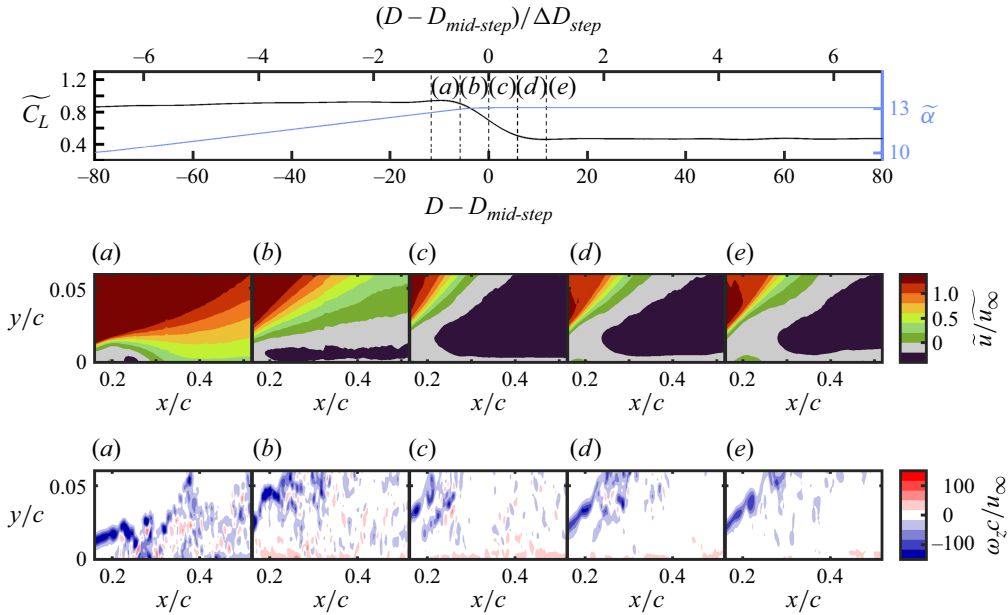 (D – D_mid-step) / ΔD_step
–6 –4 –2 0 2 4 6
1.2 (a) (b) (c) (d) (e)
C̃_L 0.8 13 α̃
0.4 10
–80 –60 –40 –20 0 20 40 60 80
D – D_mid-step
(a) (b) (c) (d) (e)
0.05 1.0
y/c 0.5 ũ/ũ_∞
0 0
0.2 0.4 0.2 0.4 0.2 0.4 0.2 0.4 0.2 0.4
x/c x/c x/c x/c x/c
(a) (b) (c) (d) (e)
0.05 100
y/c 0 ω_z c/u_∞
0 –100
0.2 0.4 0.2 0.4 0.2 0.4 0.2 0.4 0.2 0.4
x/c x/c x/c x/c x/c